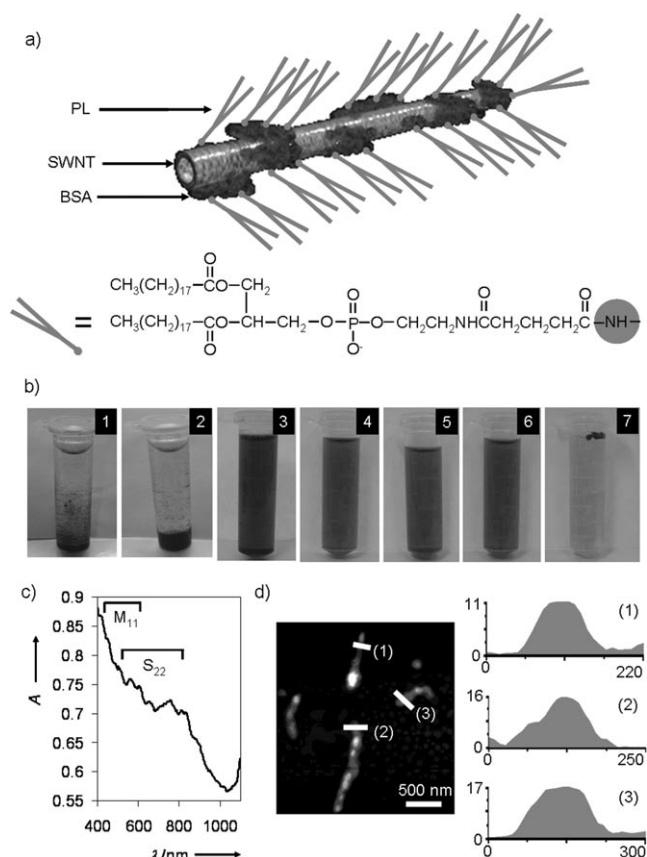 a)
PL
SWNT
BSA
O
CH3(CH2)17—CO—CH2
O
CH3(CH2)17—CO—CH—CH2—O—P—O—CH2CH2NHCCH2CH2CH2C—NH—
O O O
O-
=
b)
1 2 3 4 5 6 7
c)
0.9
0.85
0.8
0.75
0.7
0.65
0.6
0.55
A
M11
S22
400 600 800 1000
λ/nm
d)
(1)
(2)
(3)
500 nm
11
(1)
0 220
16
(2)
0 250
17
(3)
0 300